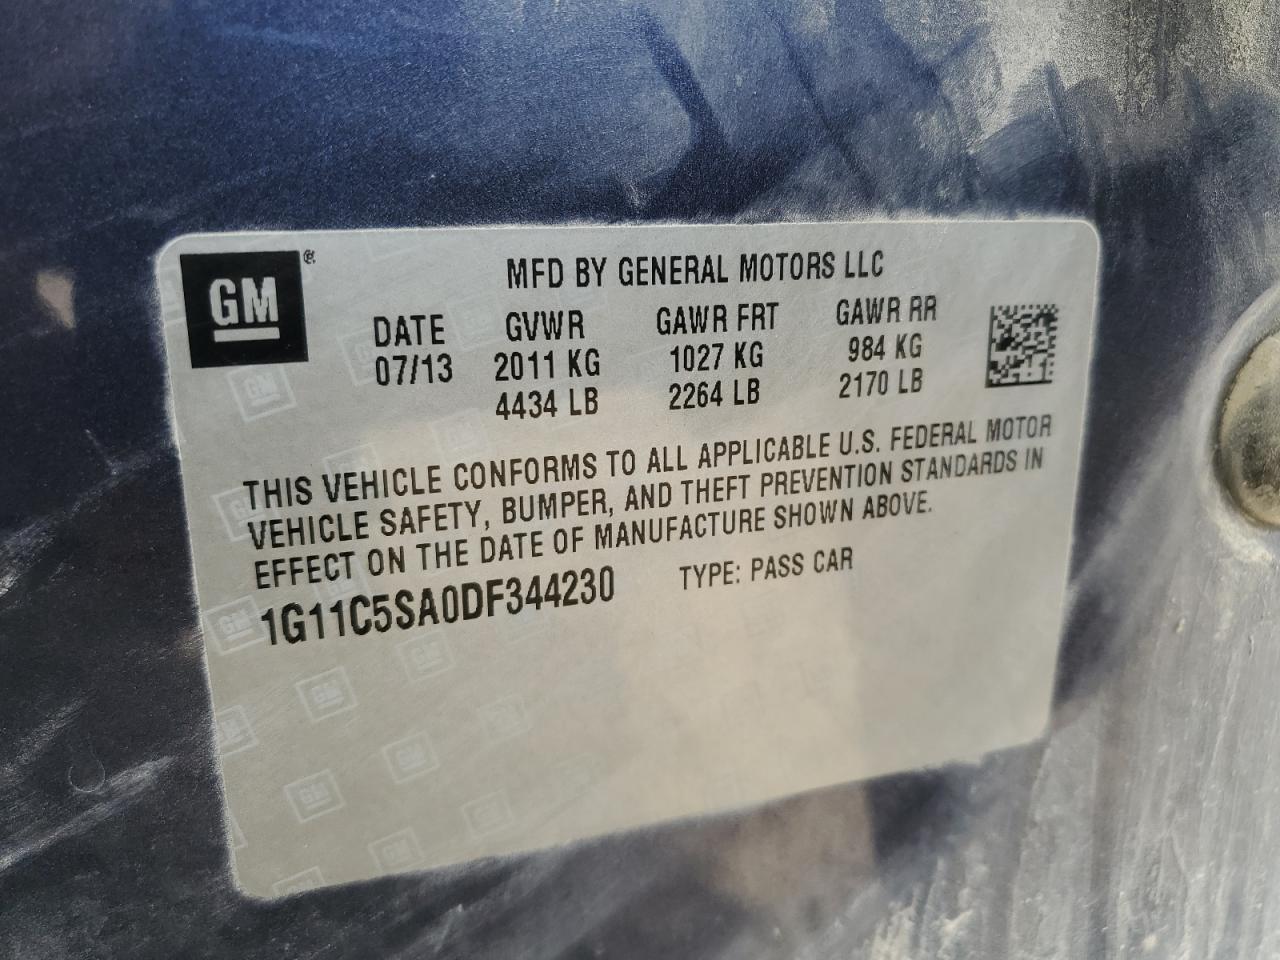 GM®
MFD BY GENERAL MOTORS LLC
DATE GVWR GAWR FRT GAWR RR
07/13 2011 KG 1027 KG 984 KG
4434 LB 2264 LB 2170 LB
THIS VEHICLE CONFORMS TO ALL APPLICABLE U.S. FEDERAL MOTOR
VEHICLE SAFETY, BUMPER, AND THEFT PREVENTION STANDARDS IN
EFFECT ON THE DATE OF MANUFACTURE SHOWN ABOVE.
1G11C5SA0DF344230 TYPE: PASS CAR